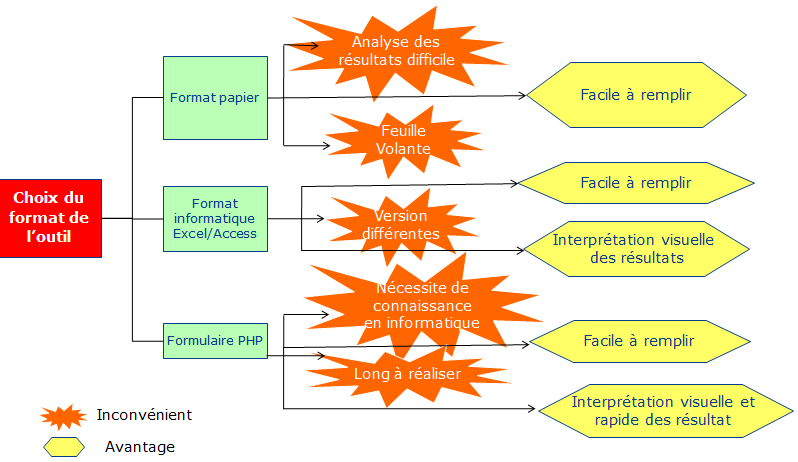 Choix du
format de
l’outil
Format papier
Analyse des
résultats difficile
Facile à remplir
Feuille
Volante
Format
informatique
Excel/Access
Facile à remplir
Version
différentes
Interprétation visuelle
des résultats
Formulaire PHP
Nécessite de
connaissance
en informatique
Facile à remplir
Long à réaliser
Interprétation visuelle et
rapide des résultat
Inconvénient
Avantage